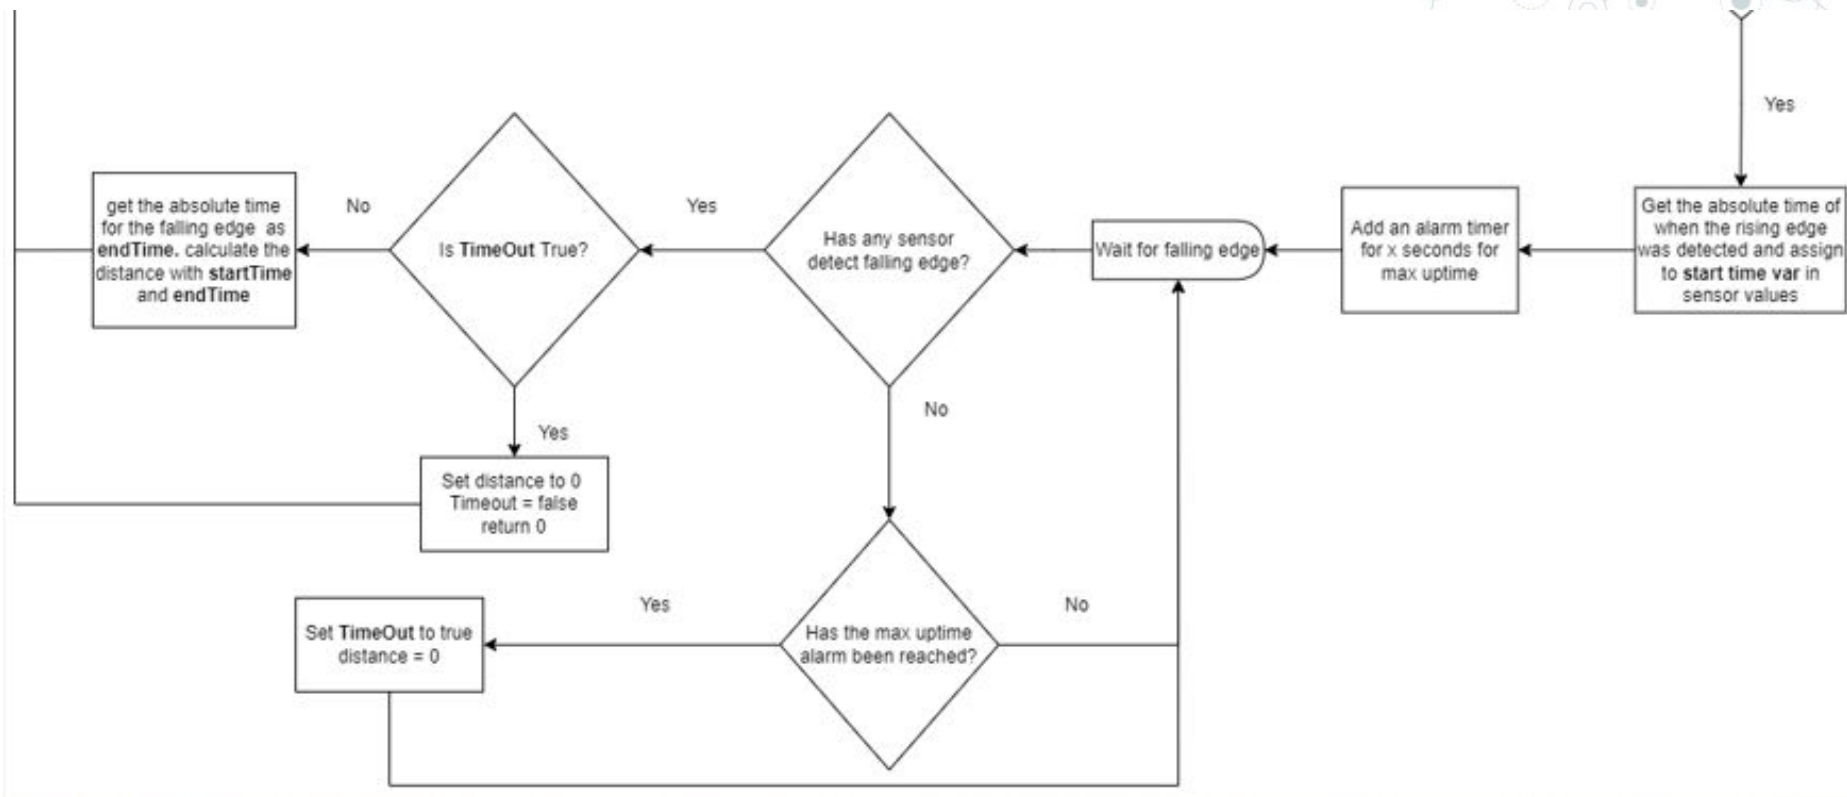 Yes
Get the absolute time of
when the rising edge
was detected and assign
to start time var in
sensor values
Add an alarm timer
for x seconds for
max uptime
Wait for falling edge
Has any sensor
detect falling edge?
Yes
Is TimeOut True?
No
get the absolute time
for the falling edge as
endTime. calculate the
distance with startTime
and endTime
Yes
Set distance to 0
Timeout = false
return 0
No
Has the max uptime
alarm been reached?
Yes
Set TimeOut to true
distance = 0
No